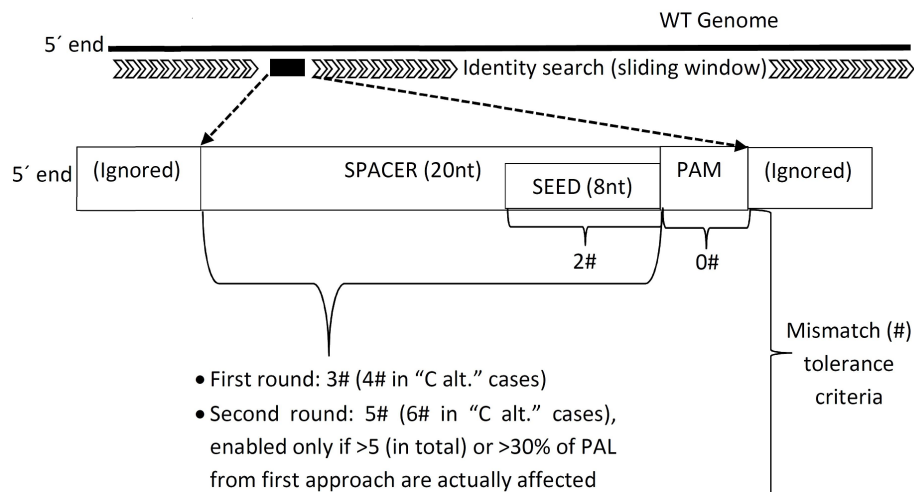 WT Genome
5´ end
Identity search (sliding window)
5´ end
(Ignored)
SPACER (20nt)
SEED (8nt)
PAM
(Ignored)
2#
0#
Mismatch (#)
tolerance
criteria
• First round: 3# (4# in “C alt.” cases)
• Second round: 5# (6# in “C alt.” cases),
enabled only if >5 (in total) or >30% of PAL
from first approach are actually affected